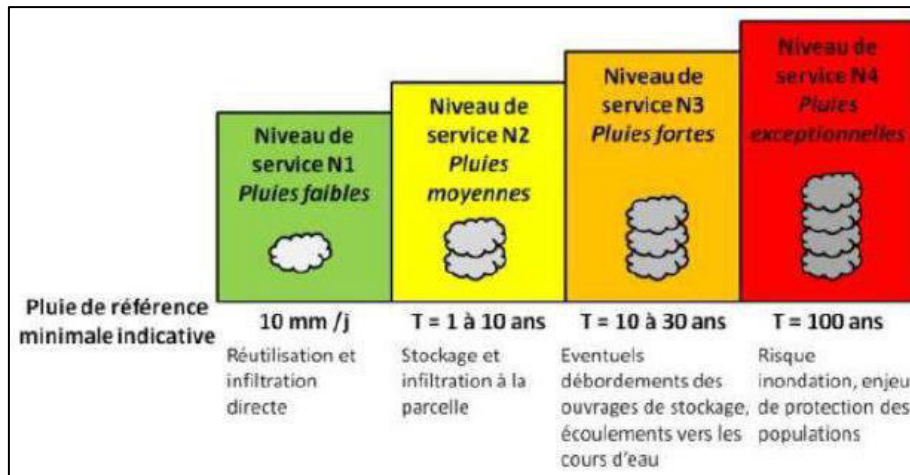 Niveau de
service N1
Pluies faibles
Niveau de
service N2
Pluies
moyennes
Niveau de
service N3
Pluies fortes
Niveau de
service N4
Pluies
exceptionnelles
Pluie de référence
minimale indicative
10 mm /j
Réutilisation et
infiltration
directe
T = 1 à 10 ans
Stockage et
infiltration à la
parcelle
T = 10 à 30 ans
Eventuels
débordements des
ouvrages de stockage,
écoulements vers les
cours d'eau
T = 100 ans
Risque
inondation, enjeu
de protection des
populations